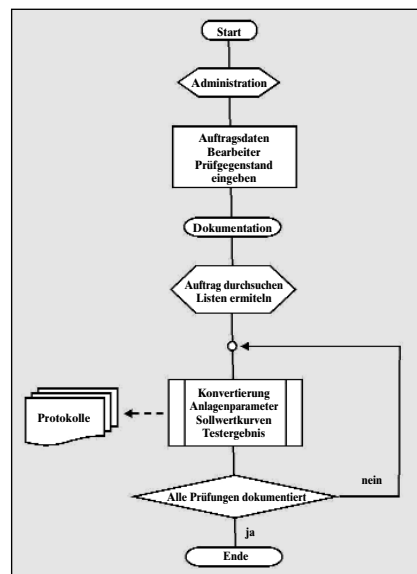 Start
Administration
Auftragsdaten
Bearbeiter
Prüfgegenstand
eingeben
Dokumentation
Auftrag durchsuchen
Listen ermiteln
Konvertierung
Anlagenparameter
Sollwertkurven
Testergebnis
Protokolle
Alle Prüfungen dokumentiert
nein
ja
Ende